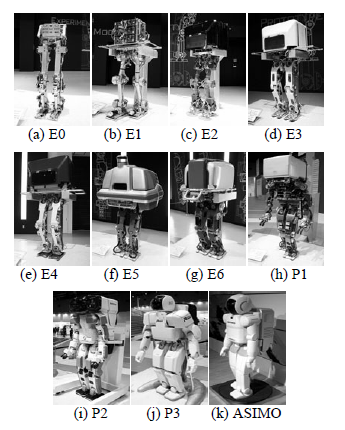 (a) E0 (b) E1 (c) E2 (d) E3
(e) E4 (f) E5 (g) E6 (h) P1
(i) P2 (j) P3 (k) ASIMO